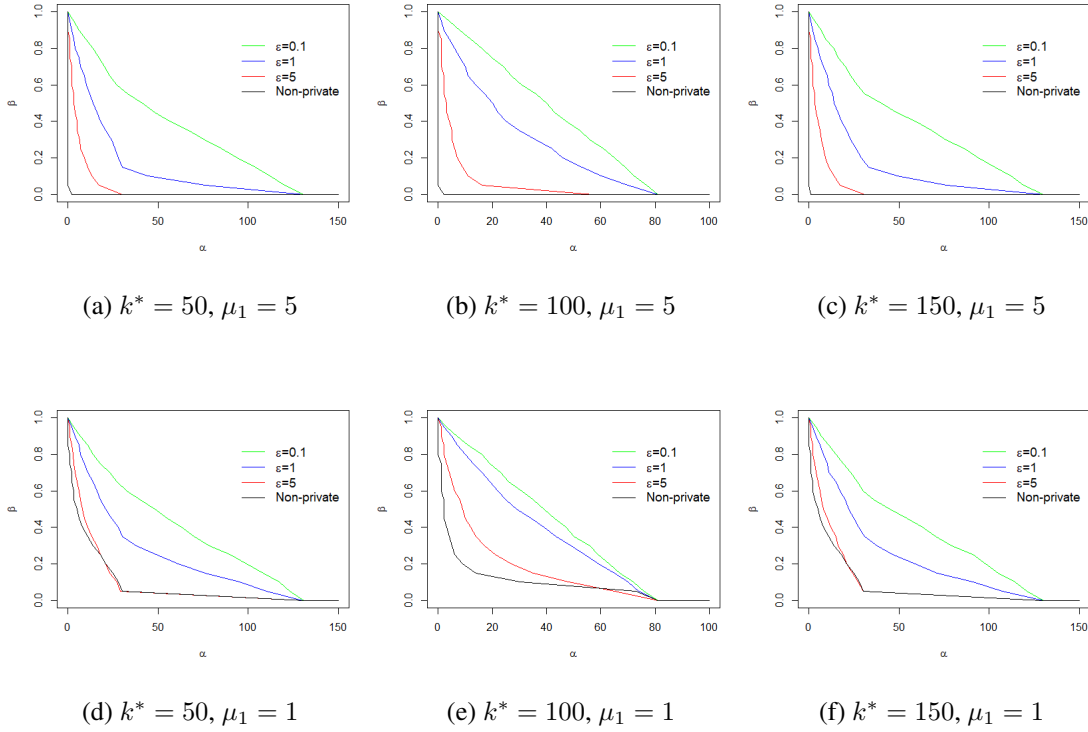 1.0
0.8
0.6
0.4
0.2
0.0
β
ε=0.1
ε=1
ε=5
Non-private
0 50 100 150
α
(a) k* = 50, μ₁ = 5
1.0
0.8
0.6
0.4
0.2
0.0
β
ε=0.1
ε=1
ε=5
Non-private
0 20 40 60 80 100
α
(b) k* = 100, μ₁ = 5
1.0
0.8
0.6
0.4
0.2
0.0
β
ε=0.1
ε=1
ε=5
Non-private
0 50 100 150
α
(c) k* = 150, μ₁ = 5
1.0
0.8
0.6
0.4
0.2
0.0
β
ε=0.1
ε=1
ε=5
Non-private
0 50 100 150
α
(d) k* = 50, μ₁ = 1
1.0
0.8
0.6
0.4
0.2
0.0
β
ε=0.1
ε=1
ε=5
Non-private
0 20 40 60 80 100
α
(e) k* = 100, μ₁ = 1
1.0
0.8
0.6
0.4
0.2
0.0
β
ε=0.1
ε=1
ε=5
Non-private
0 50 100 150
α
(f) k* = 150, μ₁ = 1